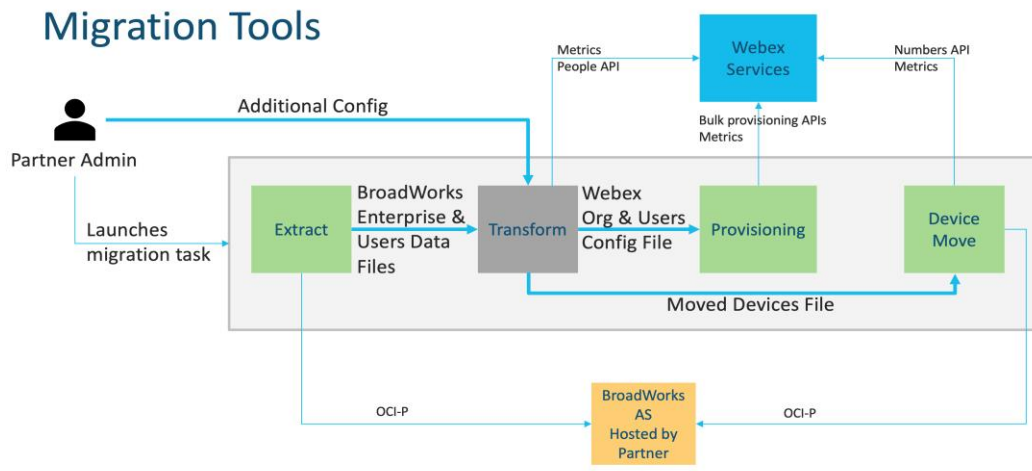 Migration Tools
Metrics
People API
Webex
Services
Numbers API
Metrics
Additional Config
Bulk provisioning APIs
Metrics
Partner Admin
Launches
migration task
Extract
BroadWorks
Enterprise &
Users Data
Files
Transform
Webex
Org & Users
Config File
Provisioning
Device
Move
Moved Devices File
OCI-P
BroadWorks
AS
Hosted by
Partner
OCI-P